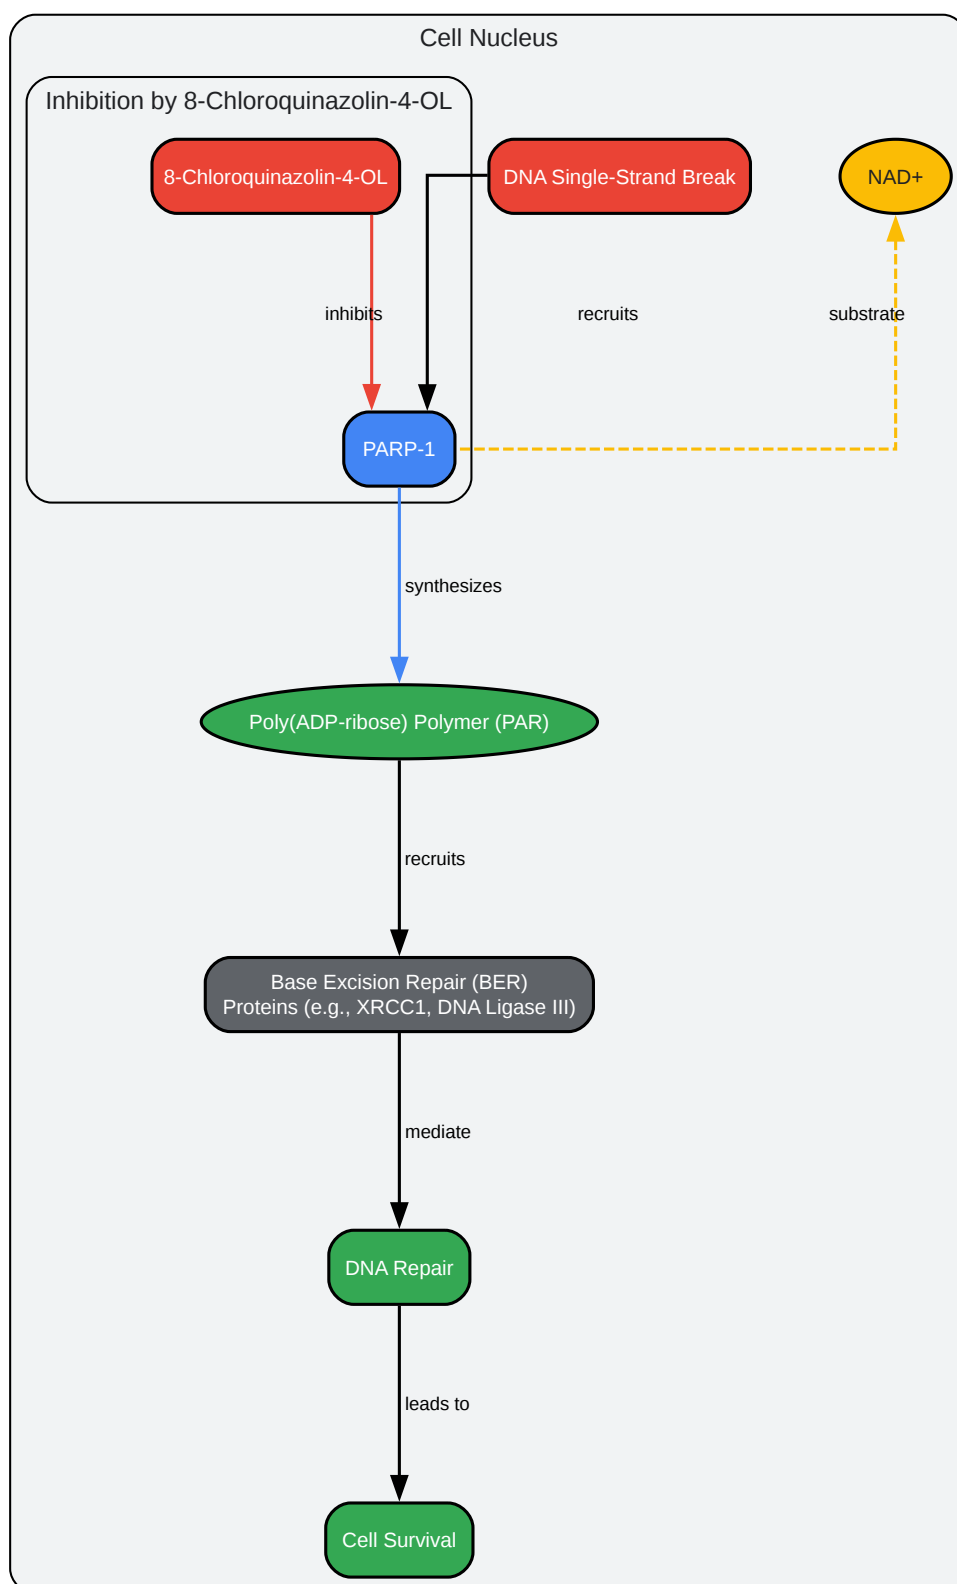 Cell Nucleus
Inhibition by 8-Chloroquinazolin-4-OL
8-Chloroquinazolin-4-OL
DNA Single-Strand Break
NAD+
inhibits
recruits
substrate
PARP-1
synthesizes
Poly(ADP-ribose) Polymer (PAR)
recruits
Base Excision Repair (BER)
Proteins (e.g., XRCC1, DNA Ligase III)
mediate
DNA Repair
leads to
Cell Survival